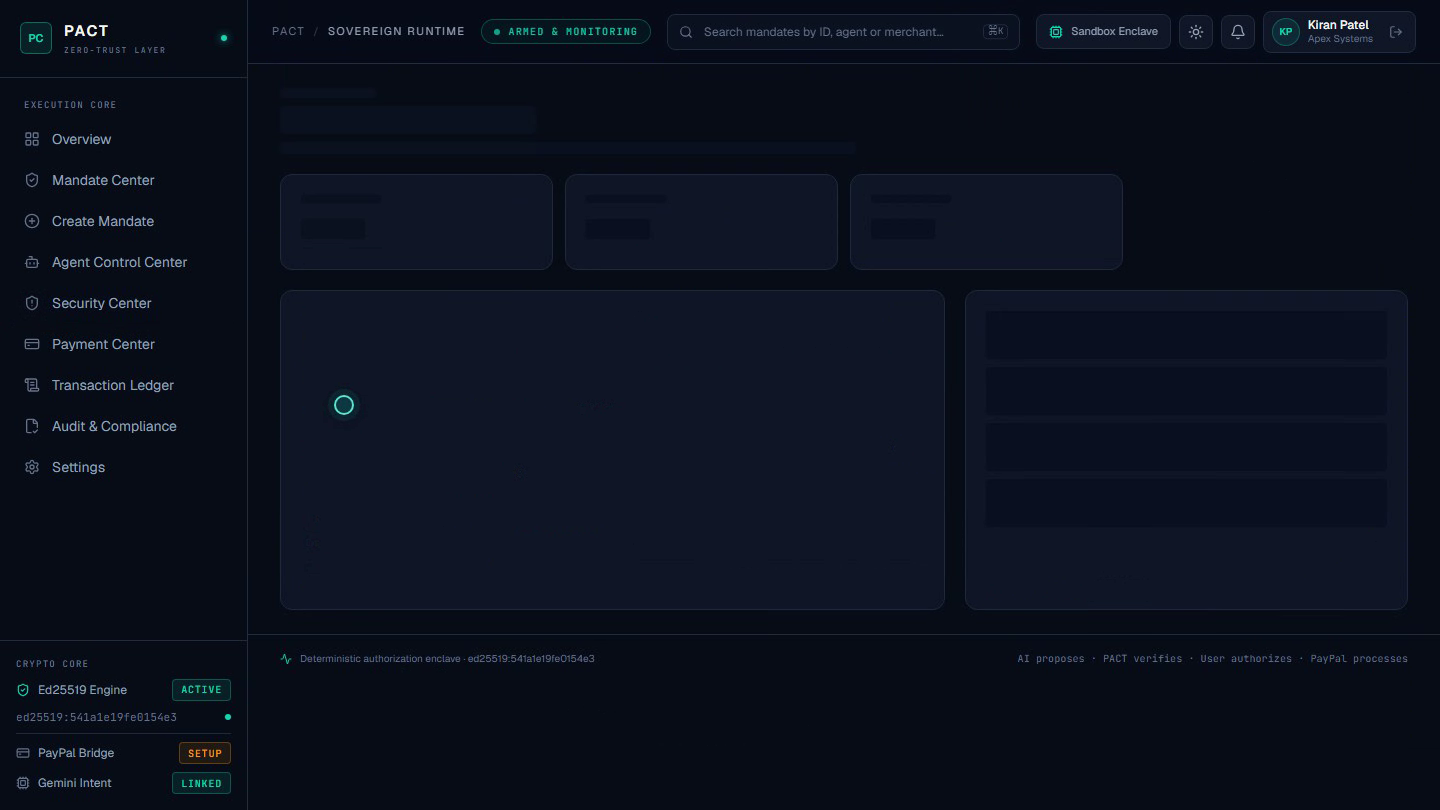 PC
PACT
ZERO-TRUST LAYER
EXECUTION CORE
Overview
Mandate Center
Create Mandate
Agent Control Center
Security Center
Payment Center
Transaction Ledger
Audit & Compliance
Settings
CRYPTO CORE
Ed25519 Engine ACTIVE
ed25519:541a1e19fe0154e3
PayPal Bridge SETUP
Gemini Intent LINKED
PACT / SOVEREIGN RUNTIME
ARMED & MONITORING
Search mandates by ID, agent or merchant…
⌘K
Sandbox Enclave
KP
Kiran Patel
Apex Systems
Deterministic authorization enclave · ed25519:541a1e19fe0154e3
AI proposes · PACT verifies · User authorizes · PayPal processes